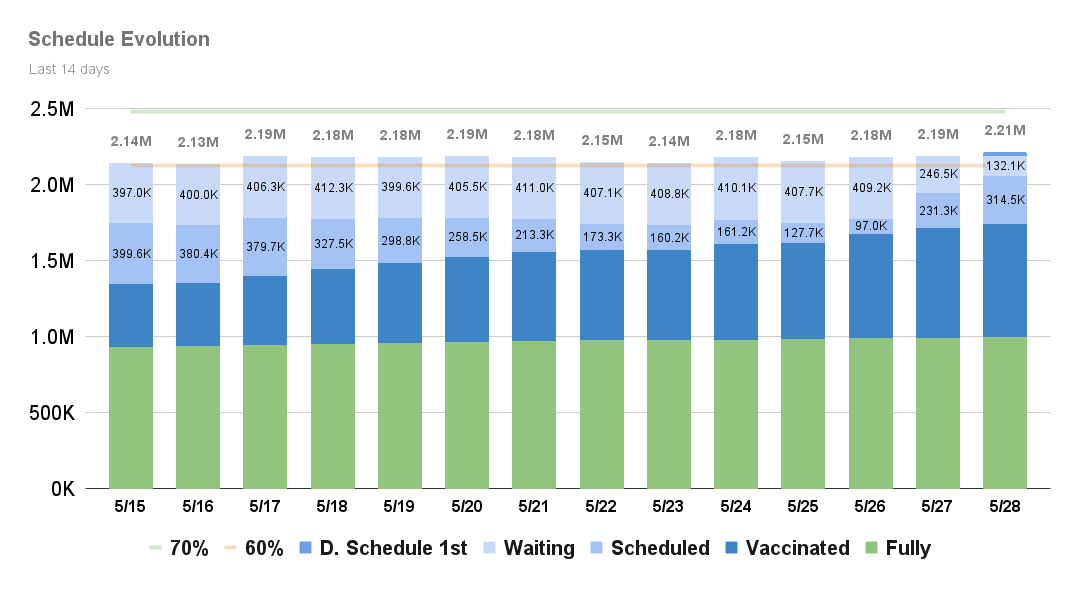 Schedule Evolution
Last 14 days
2.5M
2.14M 2.13M 2.19M 2.18M 2.18M 2.19M 2.18M 2.15M 2.14M 2.18M 2.15M 2.18M 2.19M 2.21M
2.0M
397.0K 400.0K 406.3K 412.3K 399.6K 405.5K 411.0K 407.1K 408.8K 410.1K 407.7K 409.2K 246.5K 132.1K
399.6K 380.4K 379.7K 327.5K 298.8K 258.5K 213.3K 173.3K 160.2K 161.2K 127.7K 97.0K 231.3K 314.5K
1.5M
1.0M
500K
0K
5/15 5/16 5/17 5/18 5/19 5/20 5/21 5/22 5/23 5/24 5/25 5/26 5/27 5/28
70% 60% D. Schedule 1st Waiting Scheduled Vaccinated Fully